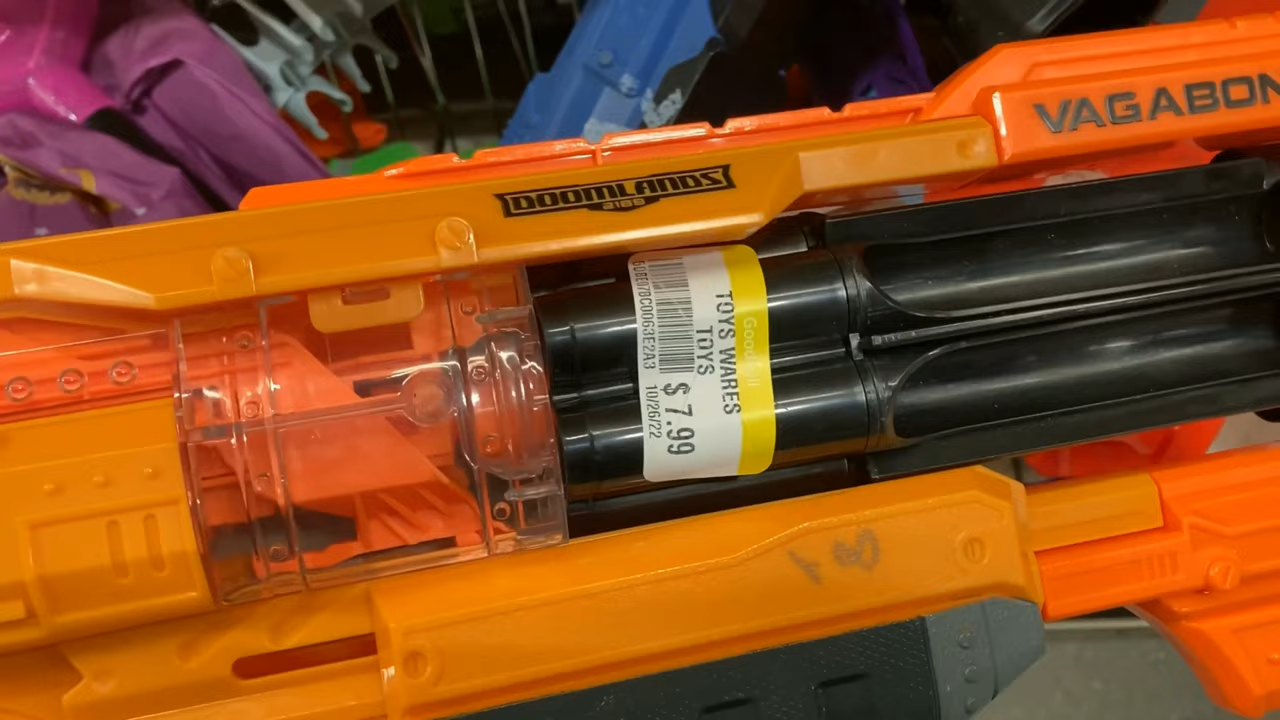 VAGABON
DOOMLANDS
2169
Goodwill
TOYS WARES
TOYS
$ 7.99
10/26/22